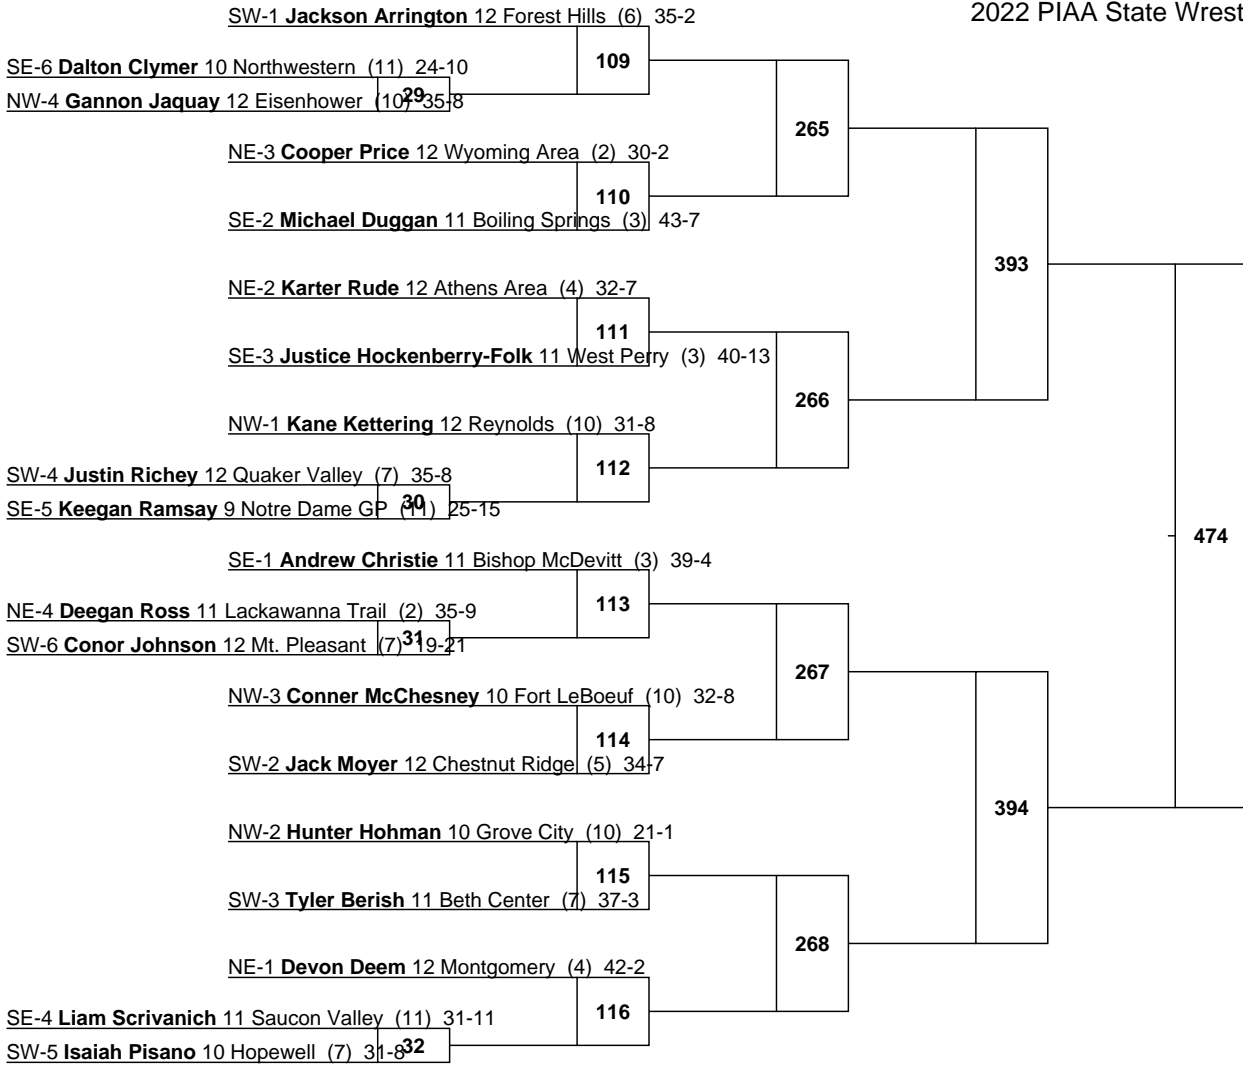 2022 PIAA State Wrest
SW-1 Jackson Arrington 12 Forest Hills (6) 35-2
109
SE-6 Dalton Clymer 10 Northwestern (11) 24-10
29
NW-4 Gannon Jaquay 12 Eisenhower (10) 35-8
265
NE-3 Cooper Price 12 Wyoming Area (2) 30-2
110
SE-2 Michael Duggan 11 Boiling Springs (3) 43-7
393
NE-2 Karter Rude 12 Athens Area (4) 32-7
111
SE-3 Justice Hockenberry-Folk 11 West Perry (3) 40-13
266
NW-1 Kane Kettering 12 Reynolds (10) 31-8
112
SW-4 Justin Richey 12 Quaker Valley (7) 35-8
30
SE-5 Keegan Ramsay 9 Notre Dame GP (11) 25-15
474
SE-1 Andrew Christie 11 Bishop McDevitt (3) 39-4
113
NE-4 Deegan Ross 11 Lackawanna Trail (2) 35-9
31
SW-6 Conor Johnson 12 Mt. Pleasant (7) 19-21
267
NW-3 Conner McChesney 10 Fort LeBoeuf (10) 32-8
114
SW-2 Jack Moyer 12 Chestnut Ridge (5) 34-7
394
NW-2 Hunter Hohman 10 Grove City (10) 21-1
115
SW-3 Tyler Berish 11 Beth Center (7) 37-3
268
NE-1 Devon Deem 12 Montgomery (4) 42-2
116
SE-4 Liam Scrivanich 11 Saucon Valley (11) 31-11
32
SW-5 Isaiah Pisano 10 Hopewell (7) 31-8